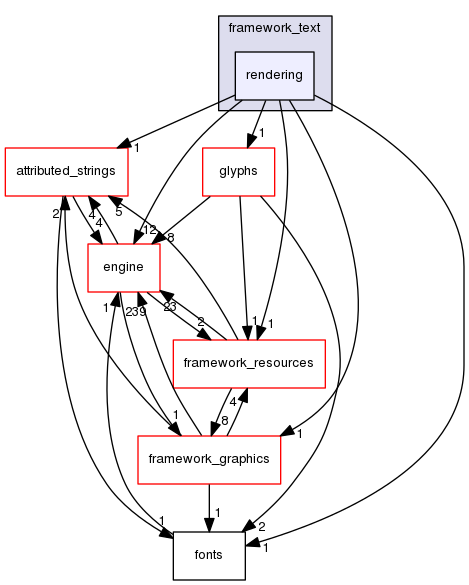 framework_text
rendering
1
1
attributed_strings
glyphs
2
4
5
4
12
8
engine
1
239
23
2
1
1
framework_resources
4
8
1
1
framework_graphics
1
1
2
1
fonts